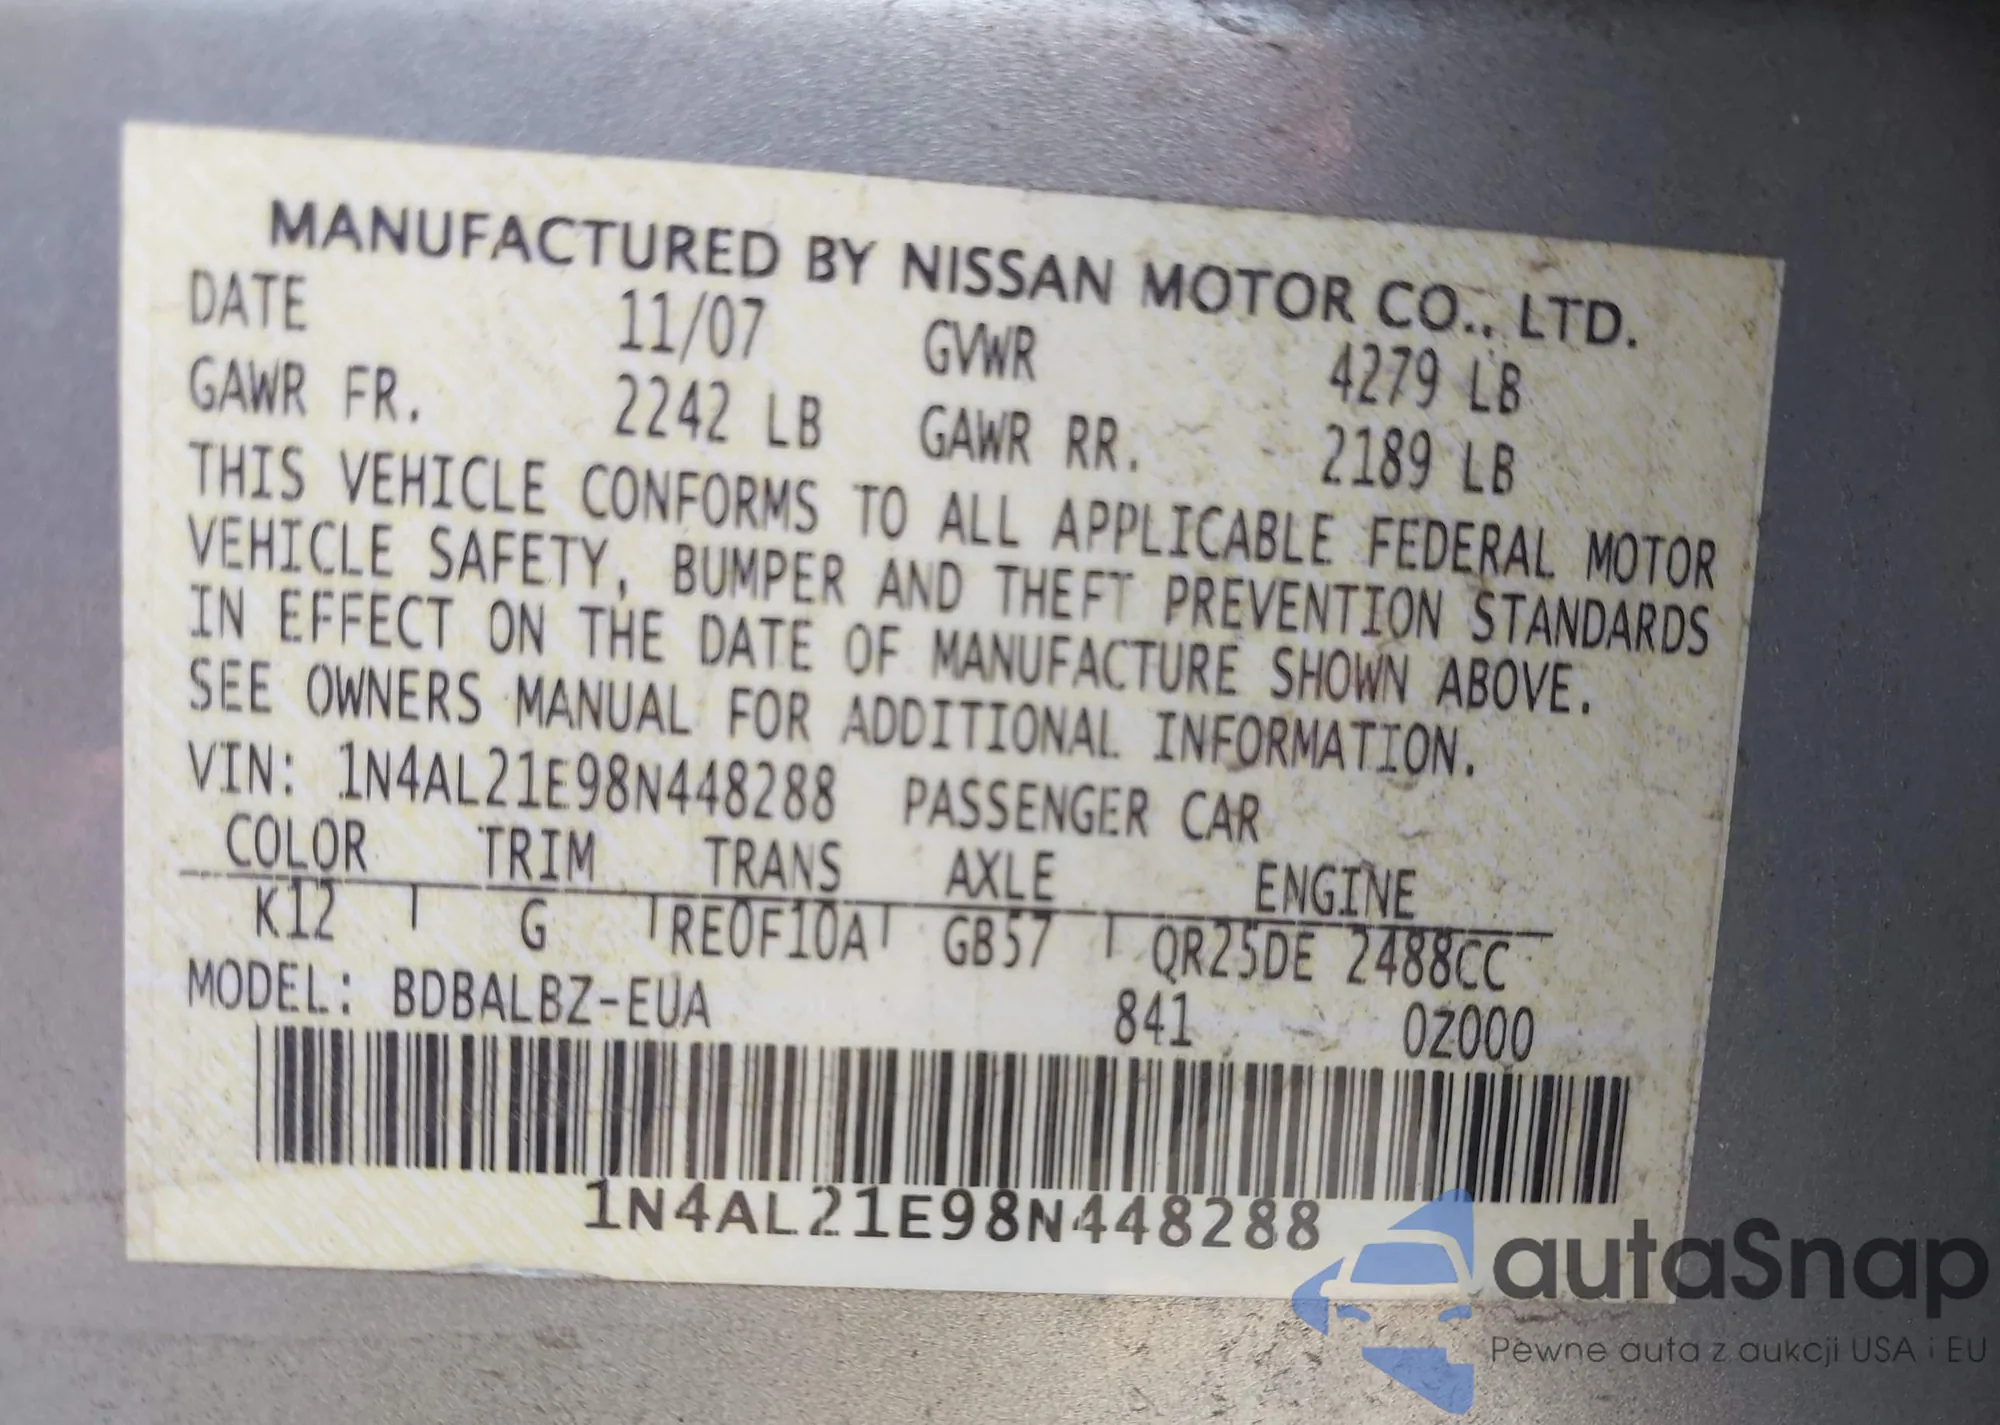 MANUFACTURED BY NISSAN MOTOR CO., LTD.
DATE 11/07 GVWR 4279 LB
GAWR FR. 2242 LB GAWR RR. 2189 LB
THIS VEHICLE CONFORMS TO ALL APPLICABLE FEDERAL MOTOR
VEHICLE SAFETY, BUMPER AND THEFT PREVENTION STANDARDS
IN EFFECT ON THE DATE OF MANUFACTURE SHOWN ABOVE.
SEE OWNERS MANUAL FOR ADDITIONAL INFORMATION.
VIN: 1N4AL21E98N448288 PASSENGER CAR
COLOR TRIM TRANS AXLE ENGINE
K12 G RE0F10A GB57 QR25DE 2488CC
MODEL: BDBALBZ-EUA 841 0Z000
1N4AL21E98N448288
autaSnap
Pewne auta z aukcji USA i EU